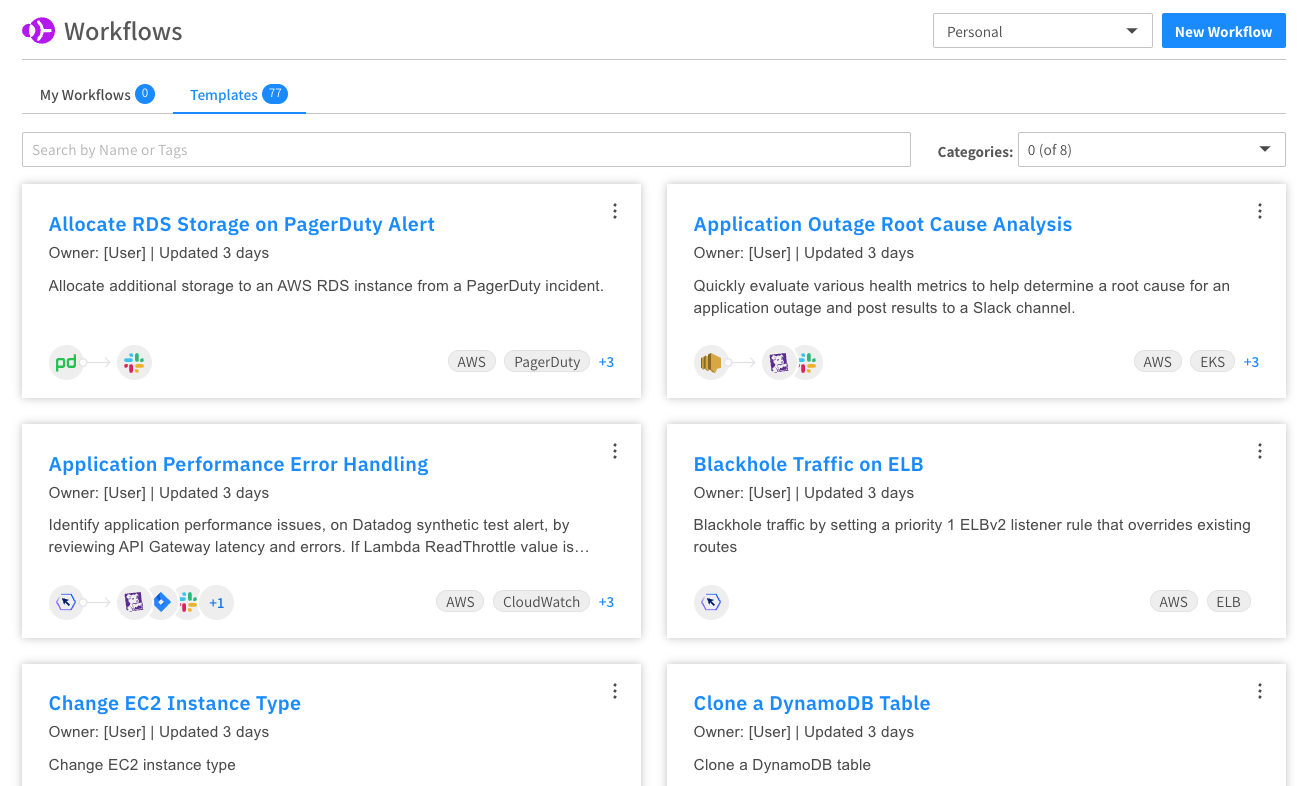 Workflows
Personal
New Workflow
My Workflows 0
Templates 77
Search by Name or Tags
Categories: 0 (of 8)
Allocate RDS Storage on PagerDuty Alert
Owner: [User] | Updated 3 days
Allocate additional storage to an AWS RDS instance from a PagerDuty incident.
pd
AWS PagerDuty +3
Application Outage Root Cause Analysis
Owner: [User] | Updated 3 days
Quickly evaluate various health metrics to help determine a root cause for an
application outage and post results to a Slack channel.
AWS EKS +3
Application Performance Error Handling
Owner: [User] | Updated 3 days
Identify application performance issues, on Datadog synthetic test alert, by
reviewing API Gateway latency and errors. If Lambda ReadThrottle value is…
+1
AWS CloudWatch +3
Blackhole Traffic on ELB
Owner: [User] | Updated 3 days
Blackhole traffic by setting a priority 1 ELBv2 listener rule that overrides existing
routes
AWS ELB
Change EC2 Instance Type
Owner: [User] | Updated 3 days
Change EC2 instance type
Clone a DynamoDB Table
Owner: [User] | Updated 3 days
Clone a DynamoDB table